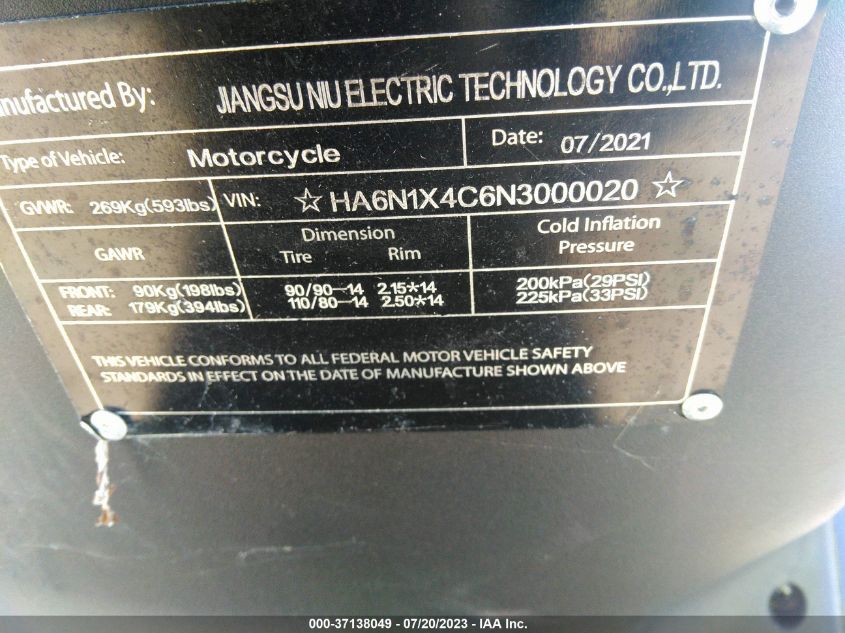 Manufactured By: JIANGSU NIU ELECTRIC TECHNOLOGY CO.,LTD.
Type of Vehicle: Motorcycle Date: 07/2021
GVWR: 269Kg(593lbs) VIN: ☆ HA6N1X4C6N3000020 ☆
GAWR Dimension Cold Inflation
Tire Rim Pressure
FRONT: 90Kg(198lbs) 90/90-14 2.15*14 200kPa(29PSI)
REAR: 179Kg(394lbs) 110/80-14 2.50*14 225kPa(33PSI)
THIS VEHICLE CONFORMS TO ALL FEDERAL MOTOR VEHICLE SAFETY
STANDARDS IN EFFECT ON THE DATE OF MANUFACTURE SHOWN ABOVE
000-37138049 - 07/20/2023 - IAA Inc.